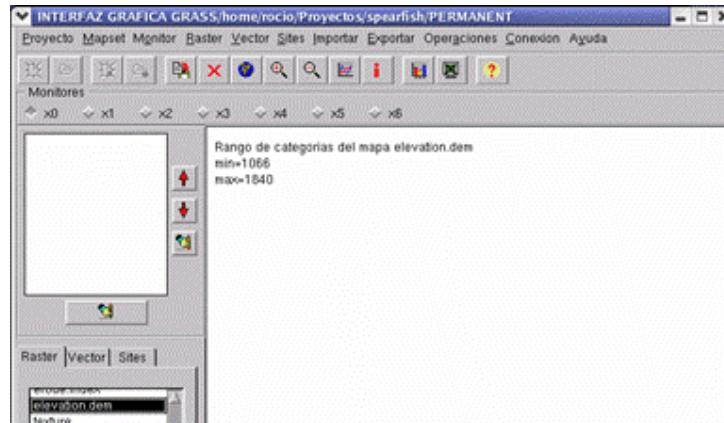 INTERFAZ GRAFICA GRASS/home/rocio/Proyectos/spearfish/PERMANENT
Proyecto Mapset Monitor Raster Vector Sites Importar Exportar Operaciones Conexion Ayuda
Monitores
x0 x1 x2 x3 x4 x5 x6
Rango de categorias del mapa elevation.dem
min=1066
max=1840
Raster Vector Sites
erode.index
elevation.dem
texture